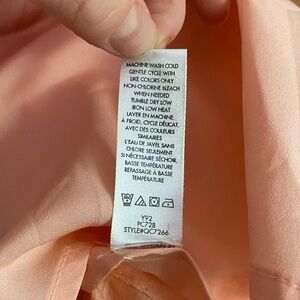 MACHINE WASH COLD
GENTLE CYCLE WITH
LIKE COLORS ONLY
NON-CHLORINE BLEACH
WHEN NEEDED
TUMBLE DRY LOW
IRON LOW HEAT
LAVER EN MACHINE,
À FROID, CYCLE DÉLICAT,
AVEC DES COULEURS
SIMILAIRES
L'EAU DE JAVEL SANS
CHLORE SEULEMENT
SI NÉCESSAIRE SÉCHOIR,
BASSE TEMPÉRATURE
REPASSAGE À BASSE
TEMPÉRATURE
Y92
PC728
STYLE#QC7266